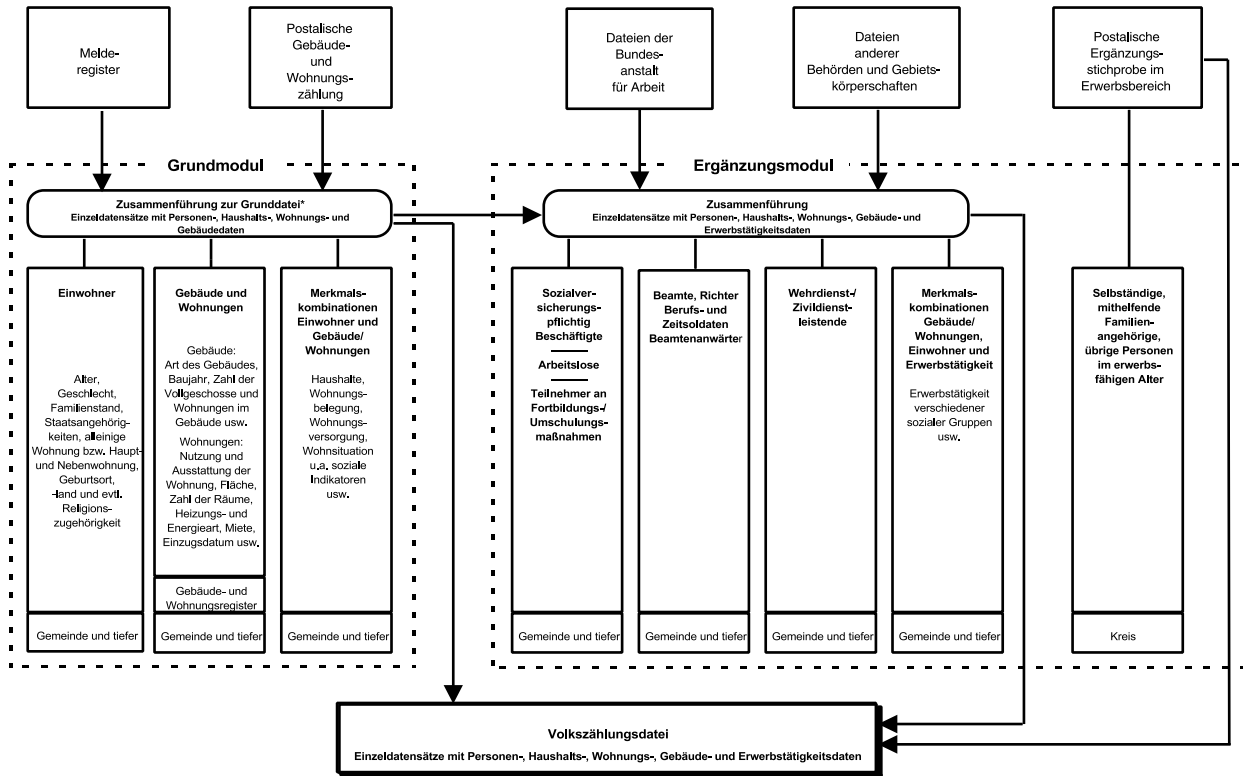 Melde-
register
Postalische
Gebäude-
und
Wohnungs-
zählung
Dateien der
Bundes-
anstalt
für Arbeit
Dateien
anderer
Behörden und Gebiets-
körperschaften
Postalische
Ergänzungs-
stichprobe im
Erwerbsbereich
Grundmodul
Zusammenführung zur Grunddatei*
Einzeldatensätze mit Personen-, Haushalts-, Wohnungs- und
Gebäudedaten
Ergänzungsmodul
Zusammenführung
Einzeldatensätze mit Personen-, Haushalts-, Wohnungs-, Gebäude- und
Erwerbstätigkeitsdaten
Einwohner
Alter,
Geschlecht,
Familienstand,
Staatsangehörig-
keiten, alleinige
Wohnung bzw. Haupt-
und Nebenwohnung,
Geburtsort,
-land und evtl.
Religions-
zugehörigkeit
Gemeinde und tiefer
Gebäude und
Wohnungen
Gebäude:
Art des Gebäudes,
Baujahr, Zahl der
Vollgeschosse und
Wohnungen im
Gebäude usw.
Wohnungen:
Nutzung und
Ausstattung der
Wohnung, Fläche,
Zahl der Räume,
Heizungs- und
Energieart, Miete,
Einzugsdatum usw.
Gebäude- und
Wohnungsregister
Gemeinde und tiefer
Merkmals-
kombinationen
Einwohner und
Gebäude/
Wohnungen
Haushalte,
Wohnungs-
belegung,
Wohnungs-
versorgung,
Wohnsituation
u.a. soziale
Indikatoren
usw.
Gemeinde und tiefer
Sozialver-
sicherungs-
pflichtig
Beschäftigte
Arbeitslose
Teilnehmer an
Fortbildungs-/
Umschulungs-
maßnahmen
Gemeinde und tiefer
Beamte, Richter
Berufs- und
Zeitsoldaten
Beamtenanwärter
Gemeinde und tiefer
Wehrdienst-/
Zivildienst-
leistende
Gemeinde und tiefer
Merkmals-
kombinationen
Gebäude/
Wohnungen,
Einwohner und
Erwerbstätigkeit
Erwerbstätigkeit
verschiedener
sozialer Gruppen
usw.
Gemeinde und tiefer
Selbständige,
mithelfende
Familien-
angehörige,
übrige Personen
im erwerbs-
fähigen Alter
Kreis
Volkszählungsdatei
Einzeldatensätze mit Personen-, Haushalts-, Wohnungs-, Gebäude- und Erwerbstätigkeitsdaten